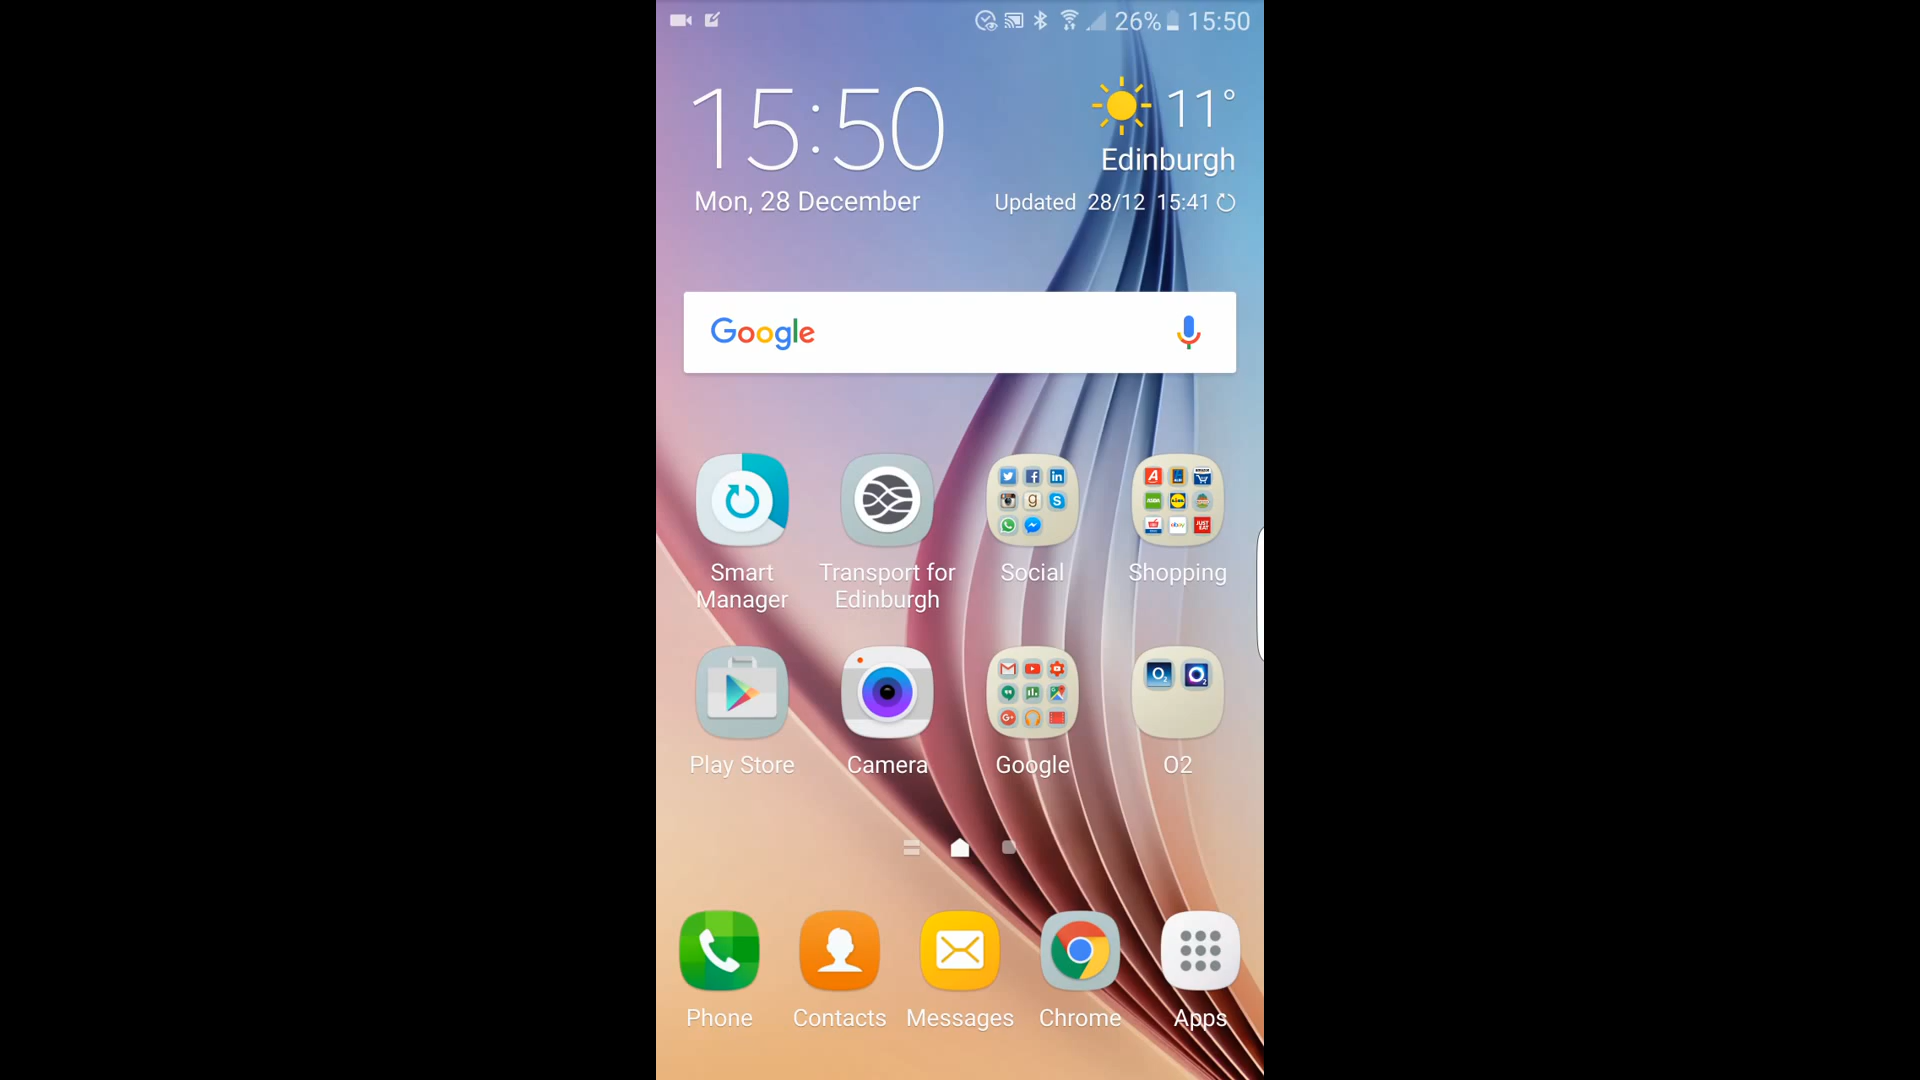 26% 15:50
15:50
11°
Edinburgh
Mon, 28 December
Updated 28/12 15:41
Google
Smart Manager
Transport for Edinburgh
Social
Shopping
Play Store
Camera
Google
O2
O2
Phone
Contacts
Messages
Chrome
Apps